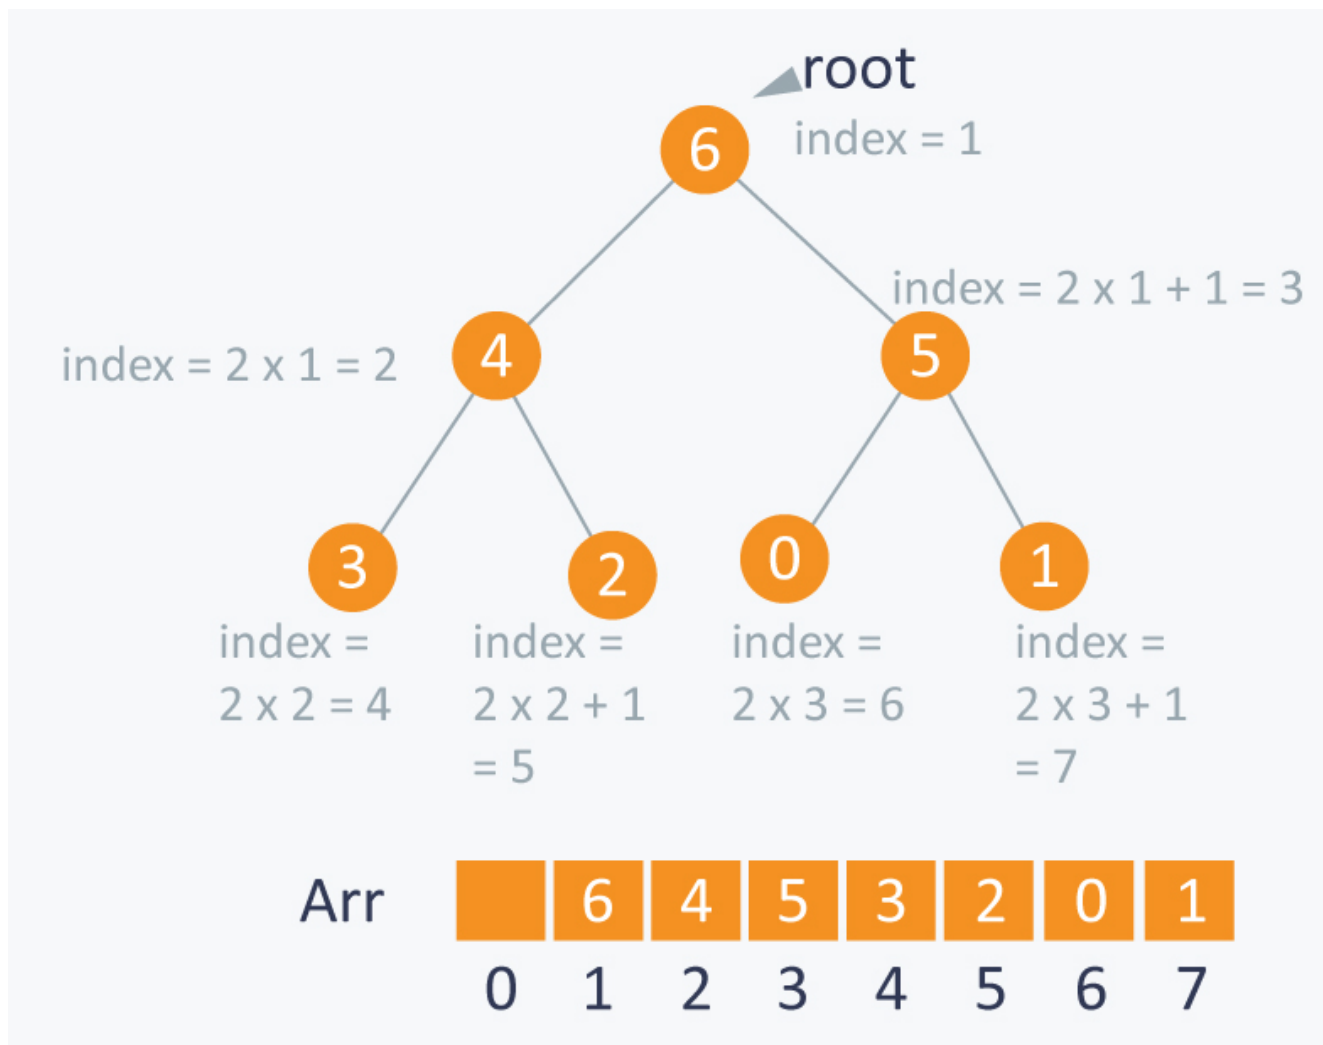 root
6
index = 1
index = 2 x 1 + 1 = 3
index = 2 x 1 = 2
4
5
3
2
0
1
index =
2 x 2 = 4
index =
2 x 2 + 1
= 5
index =
2 x 3 = 6
index =
2 x 3 + 1
= 7
Arr
6 4 5 3 2 0 1
0 1 2 3 4 5 6 7